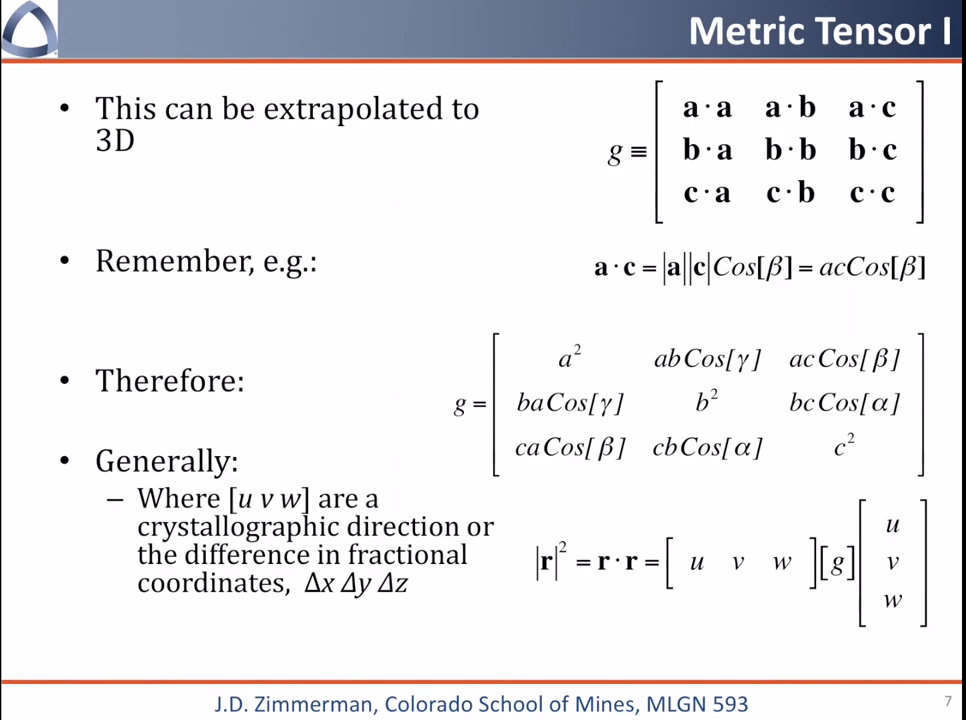 Metric Tensor I
• This can be extrapolated to
3D
g ≡ [ a · a a · b a · c
b · a b · b b · c
c · a c · b c · c ]
• Remember, e.g.:
a · c = |a||c| Cos[β] = acCos[β]
• Therefore:
g = [ a² abCos[γ] acCos[β]
baCos[γ] b² bcCos[α]
caCos[β] cbCos[α] c² ]
• Generally:
– Where [u v w] are a
crystallographic direction or
the difference in fractional
coordinates, Δx Δy Δz
|r|² = r · r = [ u v w ][g][ u
v
w ]
J.D. Zimmerman, Colorado School of Mines, MLGN 593
7